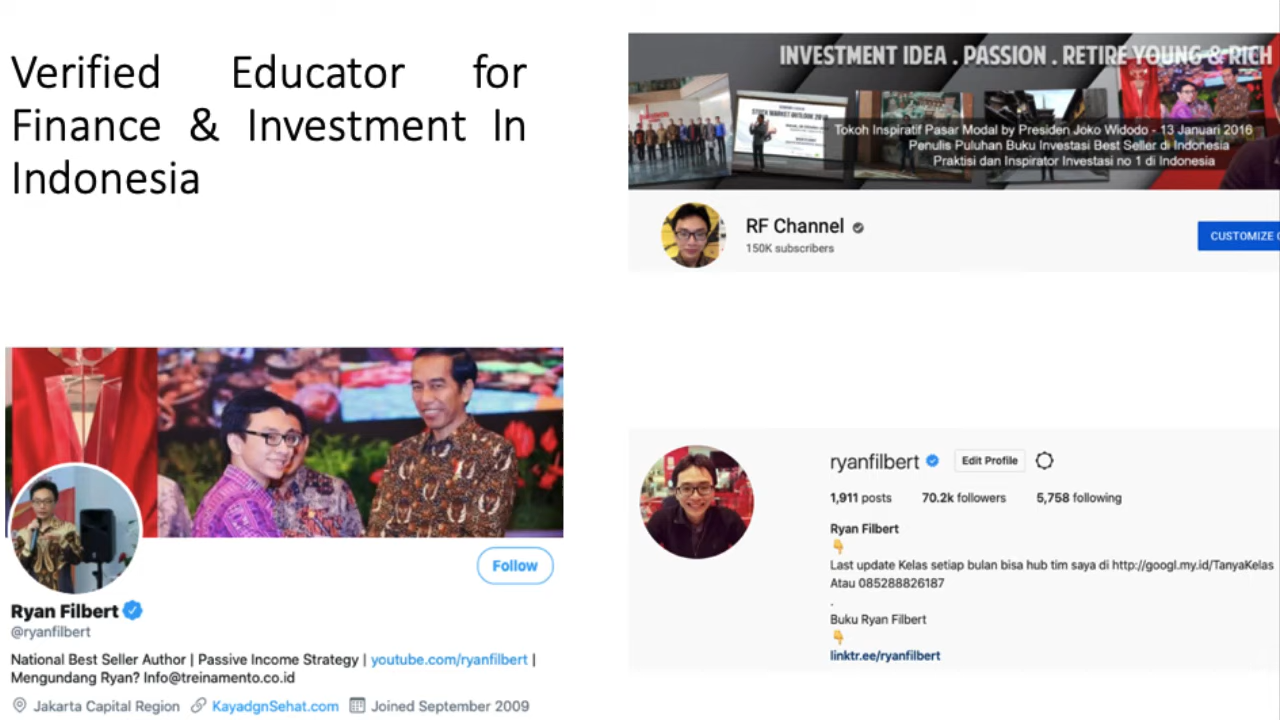 Verified Educator for
Finance & Investment In
Indonesia
INVESTMENT IDEA . PASSION . RETIRE YOUNG & RICH
STOCK MARKET OUTLOOK
Tokoh Inspiratif Pasar Modal by Presiden Joko Widodo - 13 Januari 2016
Penulis Puluhan Buku Investasi Best Seller di Indonesia
Praktisi dan Inspirator Investasi no 1 di Indonesia
RF Channel
150K subscribers
CUSTOMIZE
Follow
Ryan Filbert
@ryanfilbert
National Best Seller Author | Passive Income Strategy | youtube.com/ryanfilbert |
Mengundang Ryan? Info@treinamento.co.id
Jakarta Capital Region KayadgnSehat.com Joined September 2009
ryanfilbert Edit Profile
1,911 posts 70.2k followers 5,758 following
Ryan Filbert
Last update Kelas setiap bulan bisa hub tim saya di http://googl.my.id/TanyaKelas
Atau 085288826187
.
Buku Ryan Filbert
linktr.ee/ryanfilbert